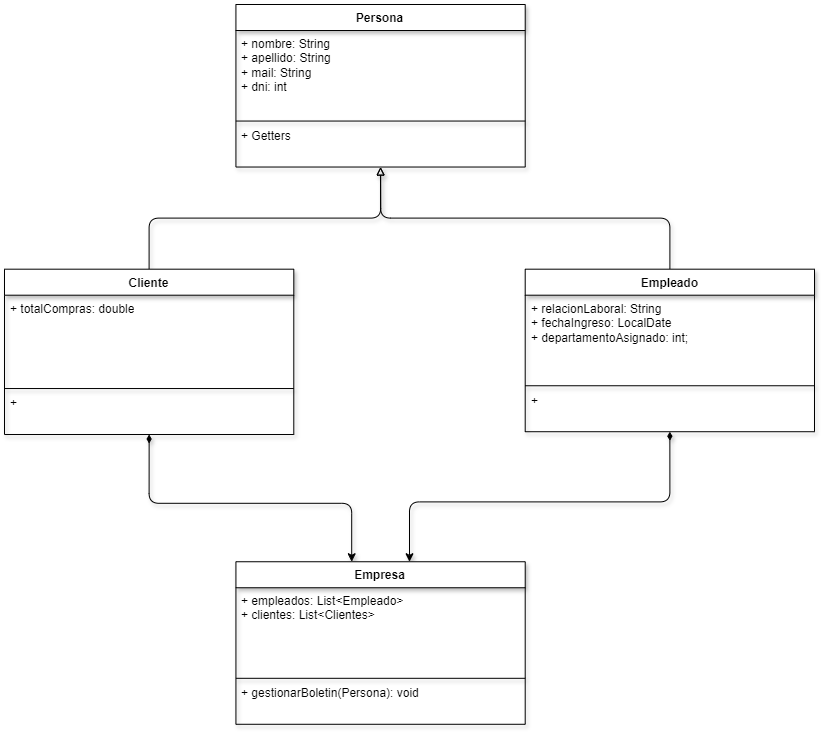 Persona
+ nombre: String
+ apellido: String
+ mail: String
+ dni: int
+ Getters
Cliente
+ totalCompras: double
+
Empleado
+ relacionLaboral: String
+ fechaIngreso: LocalDate
+ departamentoAsignado: int;
+
Empresa
+ empleados: List<Empleado>
+ clientes: List<Clientes>
+ gestionarBoletin(Persona): void